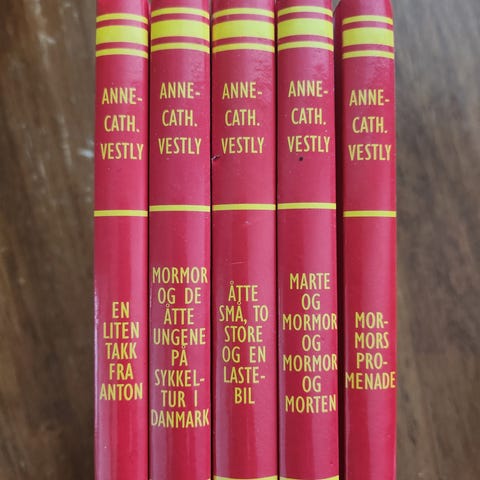 ANNE-
CATH.
VESTLY
EN
LITEN
TAKK
FRA
ANTON
ANNE-
CATH.
VESTLY
MORMOR
OG DE
ÅTTE
UNGENE
PÅ
SYKKEL-
TUR I
DANMARK
ANNE-
CATH.
VESTLY
ÅTTE
SMÅ, TO
STORE
OG EN
LASTE-
BIL
ANNE-
CATH.
VESTLY
MARTE
OG
MORMOR
OG
MORMOR
OG
MORTEN
ANNE-
CATH.
VESTLY
MOR-
MORS
PRO-
MENADE